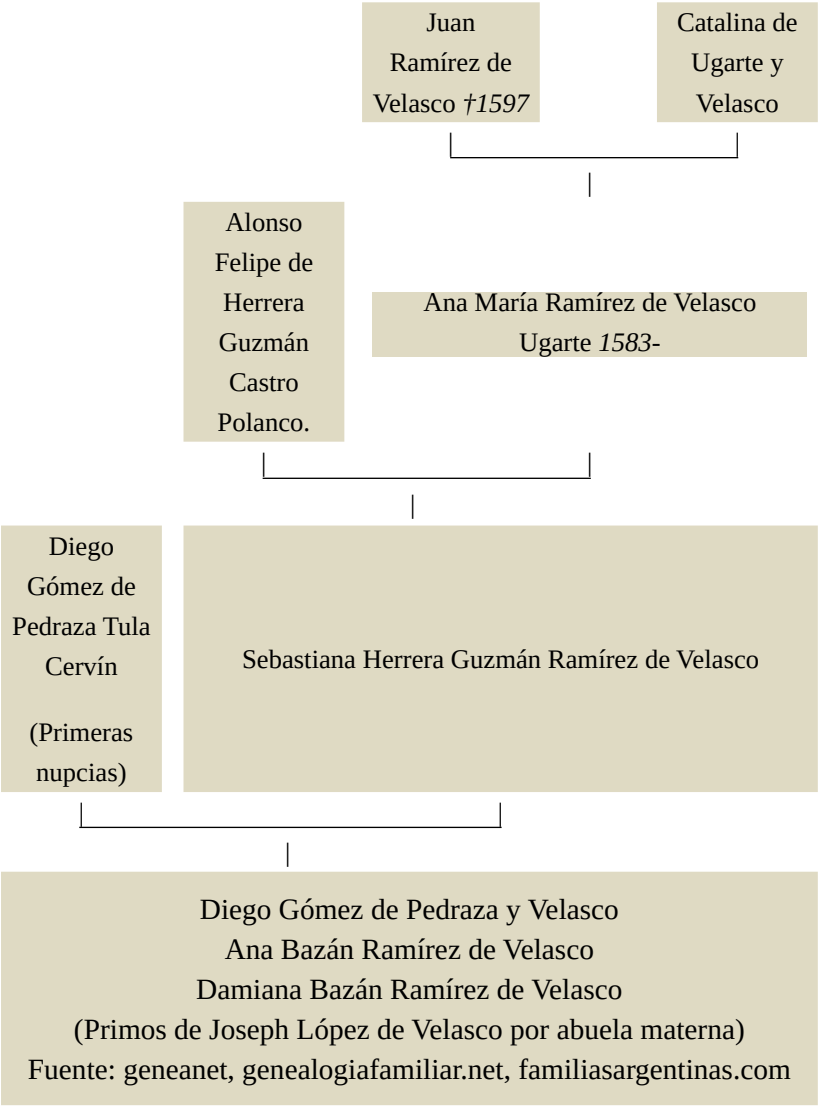 Juan
Ramírez de
Velasco †1597
Catalina de
Ugarte y
Velasco
Alonso
Felipe de
Herrera
Guzmán
Castro
Polanco.
Ana María Ramírez de Velasco
Ugarte 1583-
Diego
Gómez de
Pedraza Tula
Cervín
(Primeras
nupcias)
Sebastiana Herrera Guzmán Ramírez de Velasco
Diego Gómez de Pedraza y Velasco
Ana Bazán Ramírez de Velasco
Damiana Bazán Ramírez de Velasco
(Primos de Joseph López de Velasco por abuela materna)
Fuente: geneanet, genealogiafamiliar.net, familiasargentinas.com